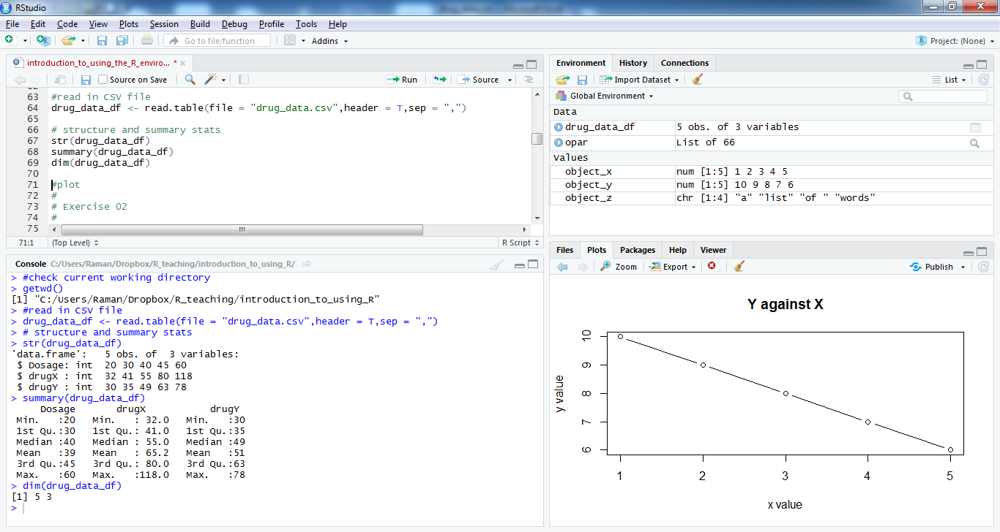 RStudio
File Edit Code View Plots Session Build Debug Profile Tools Help
Go to file/function Addins Project: (None)
introduction_to_using_the_R_enviro... *
Source on Save Run Source
63 #read in CSV file
64 drug_data_df <- read.table(file = "drug_data.csv",header = T,sep = ",")
65
66 # structure and summary stats
67 str(drug_data_df)
68 summary(drug_data_df)
69 dim(drug_data_df)
70
71 #plot
72 #
73 # Exercise 02
74 #
75
71:1 (Top Level) R Script
Console C:/Users/Raman/Dropbox/R_teaching/introduction_to_using_R/
> #check current working directory
> getwd()
[1] "C:/Users/Raman/Dropbox/R_teaching/introduction_to_using_R"
> #read in CSV file
> drug_data_df <- read.table(file = "drug_data.csv",header = T,sep = ",")
> # structure and summary stats
> str(drug_data_df)
'data.frame': 5 obs. of 3 variables:
$ Dosage: int 20 30 40 45 60
$ drugX : int 32 41 55 80 118
$ drugY : int 30 35 49 63 78
> summary(drug_data_df)
Dosage drugX drugY
Min. :20 Min. : 32.0 Min. :30
1st Qu.:30 1st Qu.: 41.0 1st Qu.:35
Median :40 Median : 55.0 Median :49
Mean :39 Mean : 65.2 Mean :51
3rd Qu.:45 3rd Qu.: 80.0 3rd Qu.:63
Max. :60 Max. :118.0 Max. :78
> dim(drug_data_df)
[1] 5 3
>
Environment History Connections
Import Dataset List
Global Environment
Data
drug_data_df 5 obs. of 3 variables
opar List of 66
Values
object_x num [1:5] 1 2 3 4 5
object_y num [1:5] 10 9 8 7 6
object_z chr [1:4] "a" "list" "of " "words"
Files Plots Packages Help Viewer
Zoom Export Publish
Y against X
10
9
8
7
6
y value
1 2 3 4 5
x value